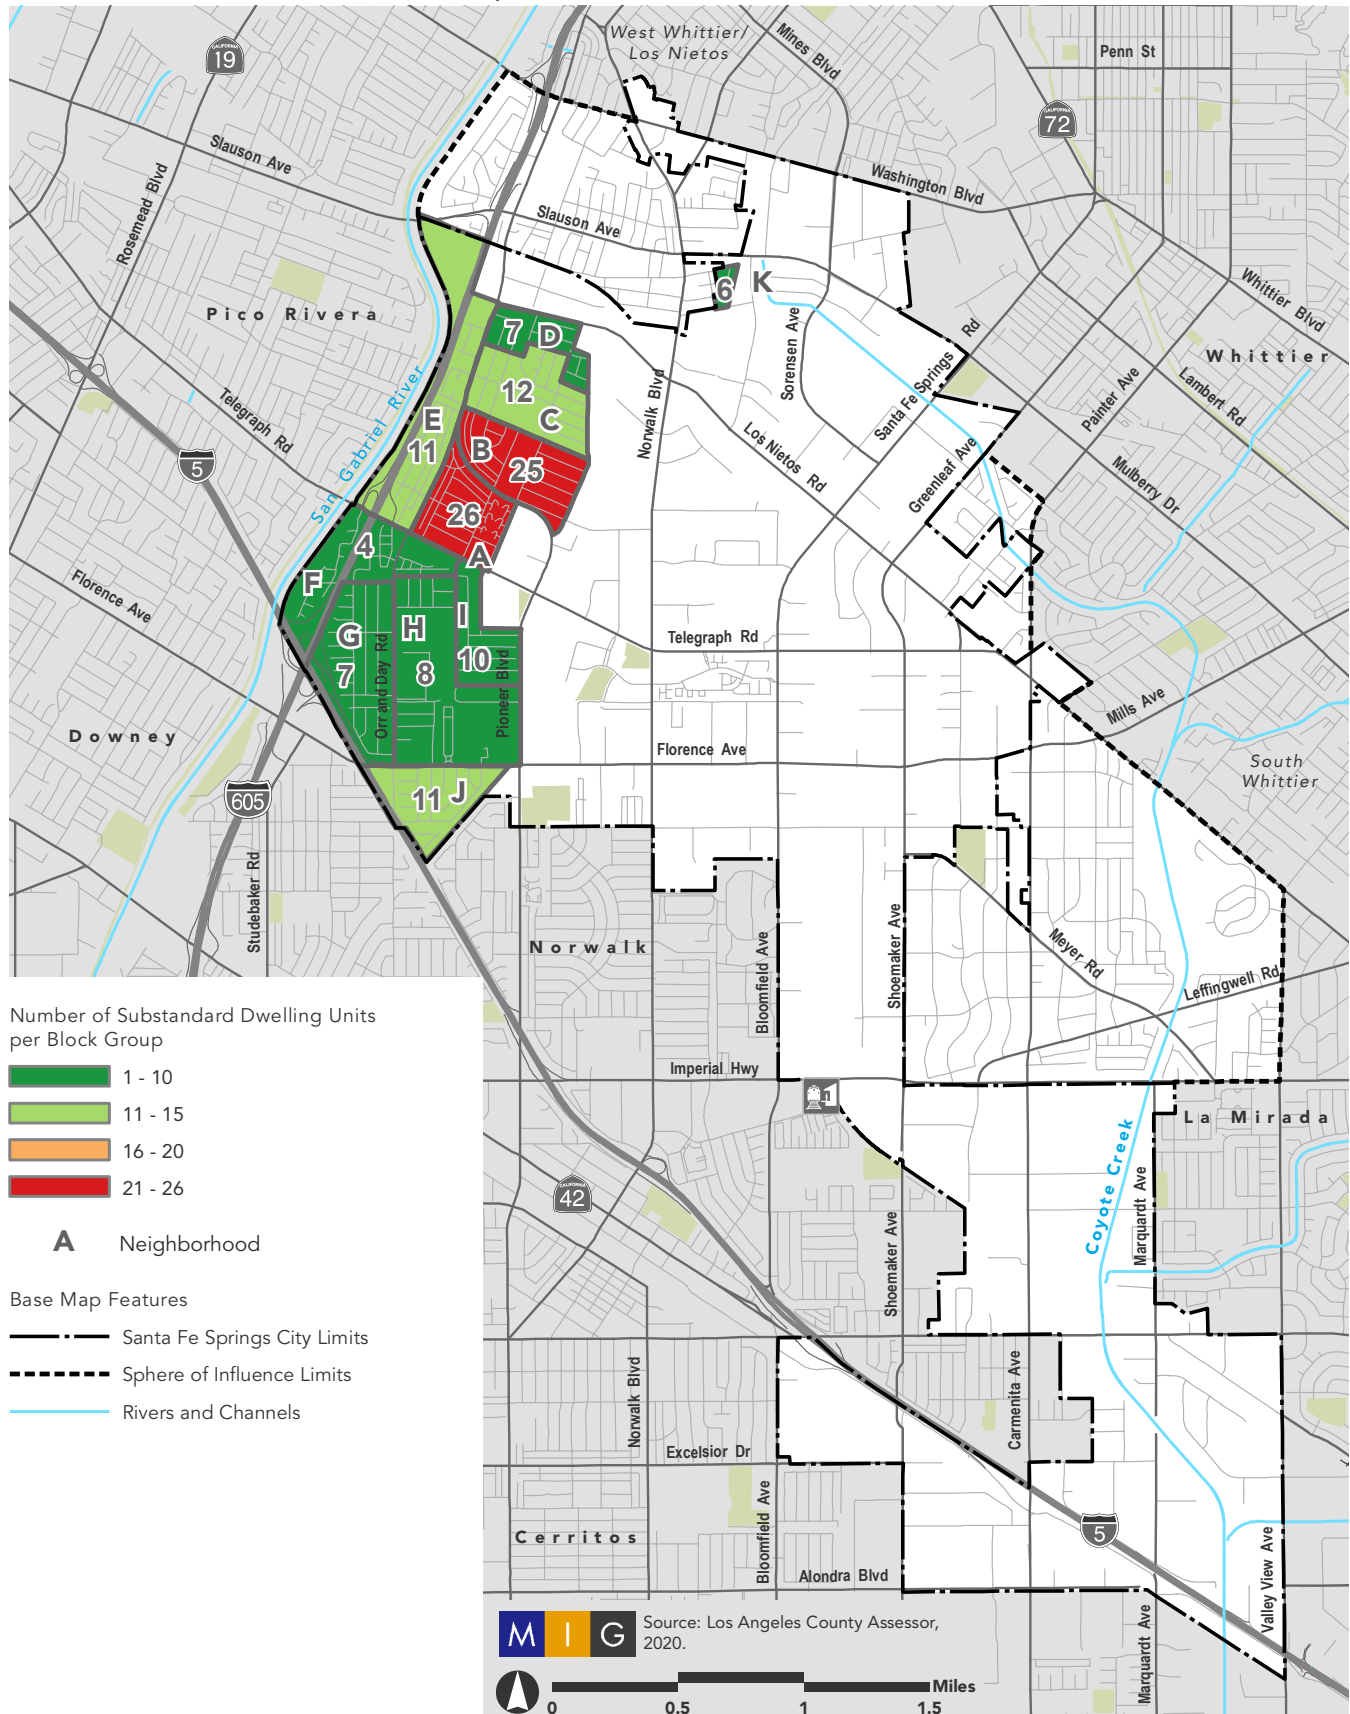 West Whittier/
Los Nietos
Mines Blvd
Penn St
CALIFORNIA
19
CALIFORNIA
72
Slauson Ave
Rosemead Blvd
Washington Blvd
Slauson Ave
Whittier Blvd
Pico Rivera
6
K
Sorensen Ave
Santa Fe Springs Rd
Whittier
7
D
12
C
E
11
B
25
26
A
Norwalk Blvd
Los Nietos Rd
Painter Ave
Lambert Rd
Telegraph Rd
San Gabriel River
5
Greenleaf Ave
Mulberry Dr
4
F
Florence Ave
G
7
H
8
I
10
Orr and Day Rd
Pioneer Blvd
Telegraph Rd
Mills Ave
Downey
Florence Ave
South
Whittier
605
11
J
Studebaker Rd
Norwalk
Bloomfield Ave
Shoemaker Ave
Meyer Rd
Leffingwell Rd
Imperial Hwy
La Mirada
Coyote Creek
Marquardt Ave
CALIFORNIA
42
Shoemaker Ave
Norwalk Blvd
Carmenita Ave
Excelsior Dr
Cerritos
Bloomfield Ave
Alondra Blvd
5
Valley View Ave
Marquardt Ave
Number of Substandard Dwelling Units
per Block Group
1 - 10
11 - 15
16 - 20
21 - 26
A Neighborhood
Base Map Features
Santa Fe Springs City Limits
Sphere of Influence Limits
Rivers and Channels
M I G
Source: Los Angeles County Assessor,
2020.
Miles
0 0.5 1 1.5